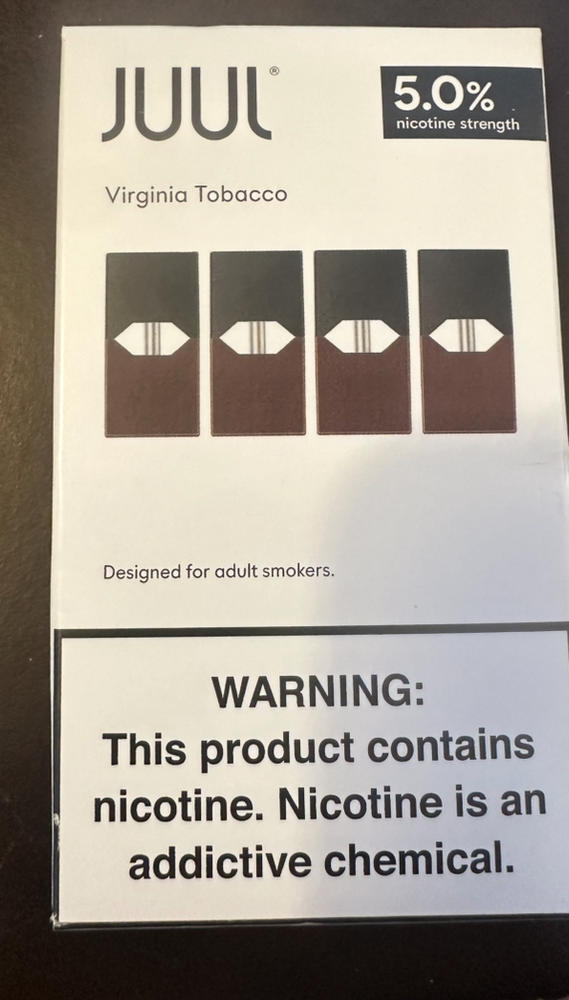 JUUL®
5.0%
nicotine strength
Virginia Tobacco
Designed for adult smokers.
WARNING:
This product contains
nicotine. Nicotine is an
addictive chemical.